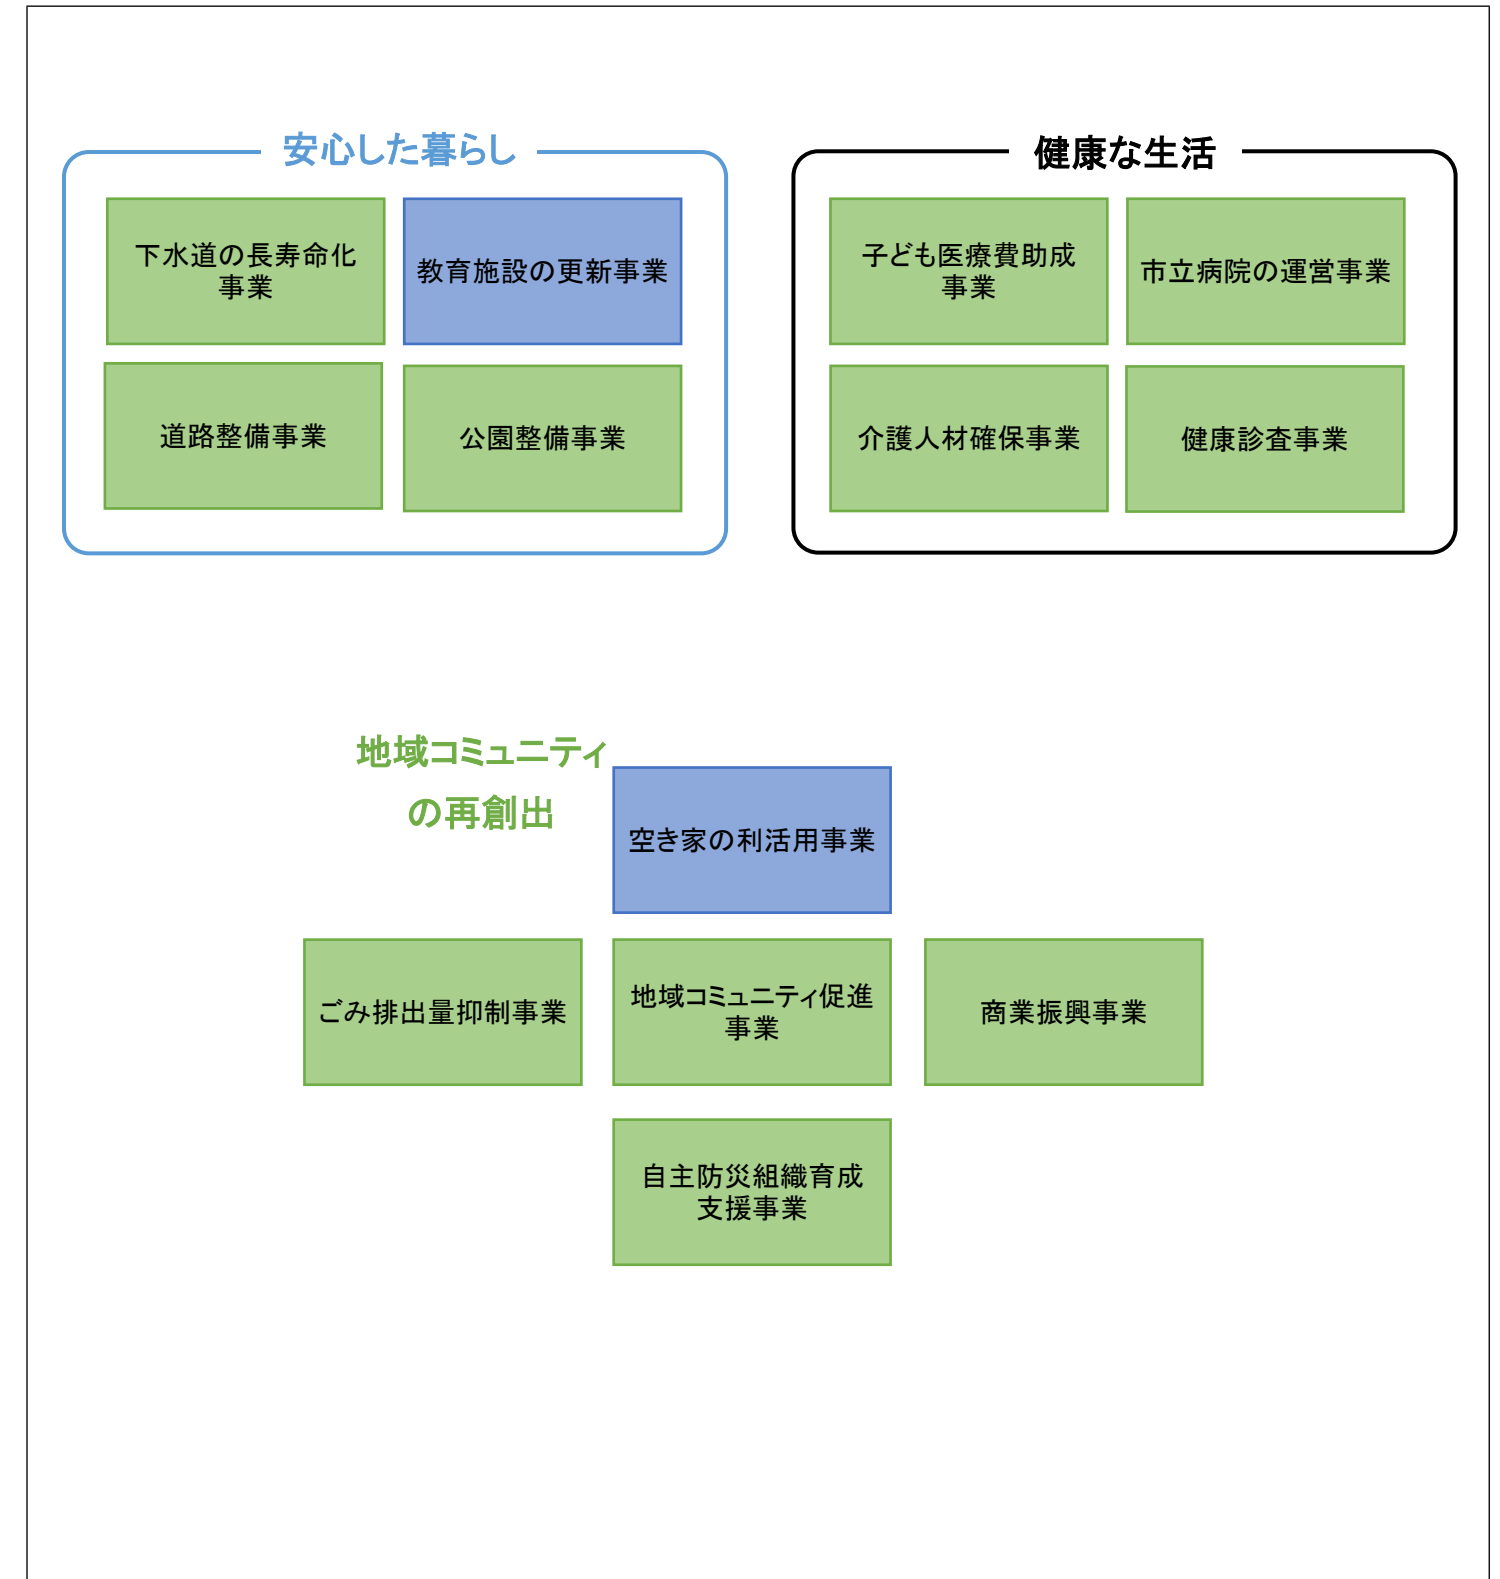 安心した暮らし
下水道の長寿命化
事業
教育施設の更新事業
道路整備事業
公園整備事業
健康な生活
子ども医療費助成
事業
市立病院の運営事業
介護人材確保事業
健康診査事業
地域コミュニティ
の再創出
空き家の利活用事業
ごみ排出量抑制事業
地域コミュニティ促進
事業
商業振興事業
自主防災組織育成
支援事業